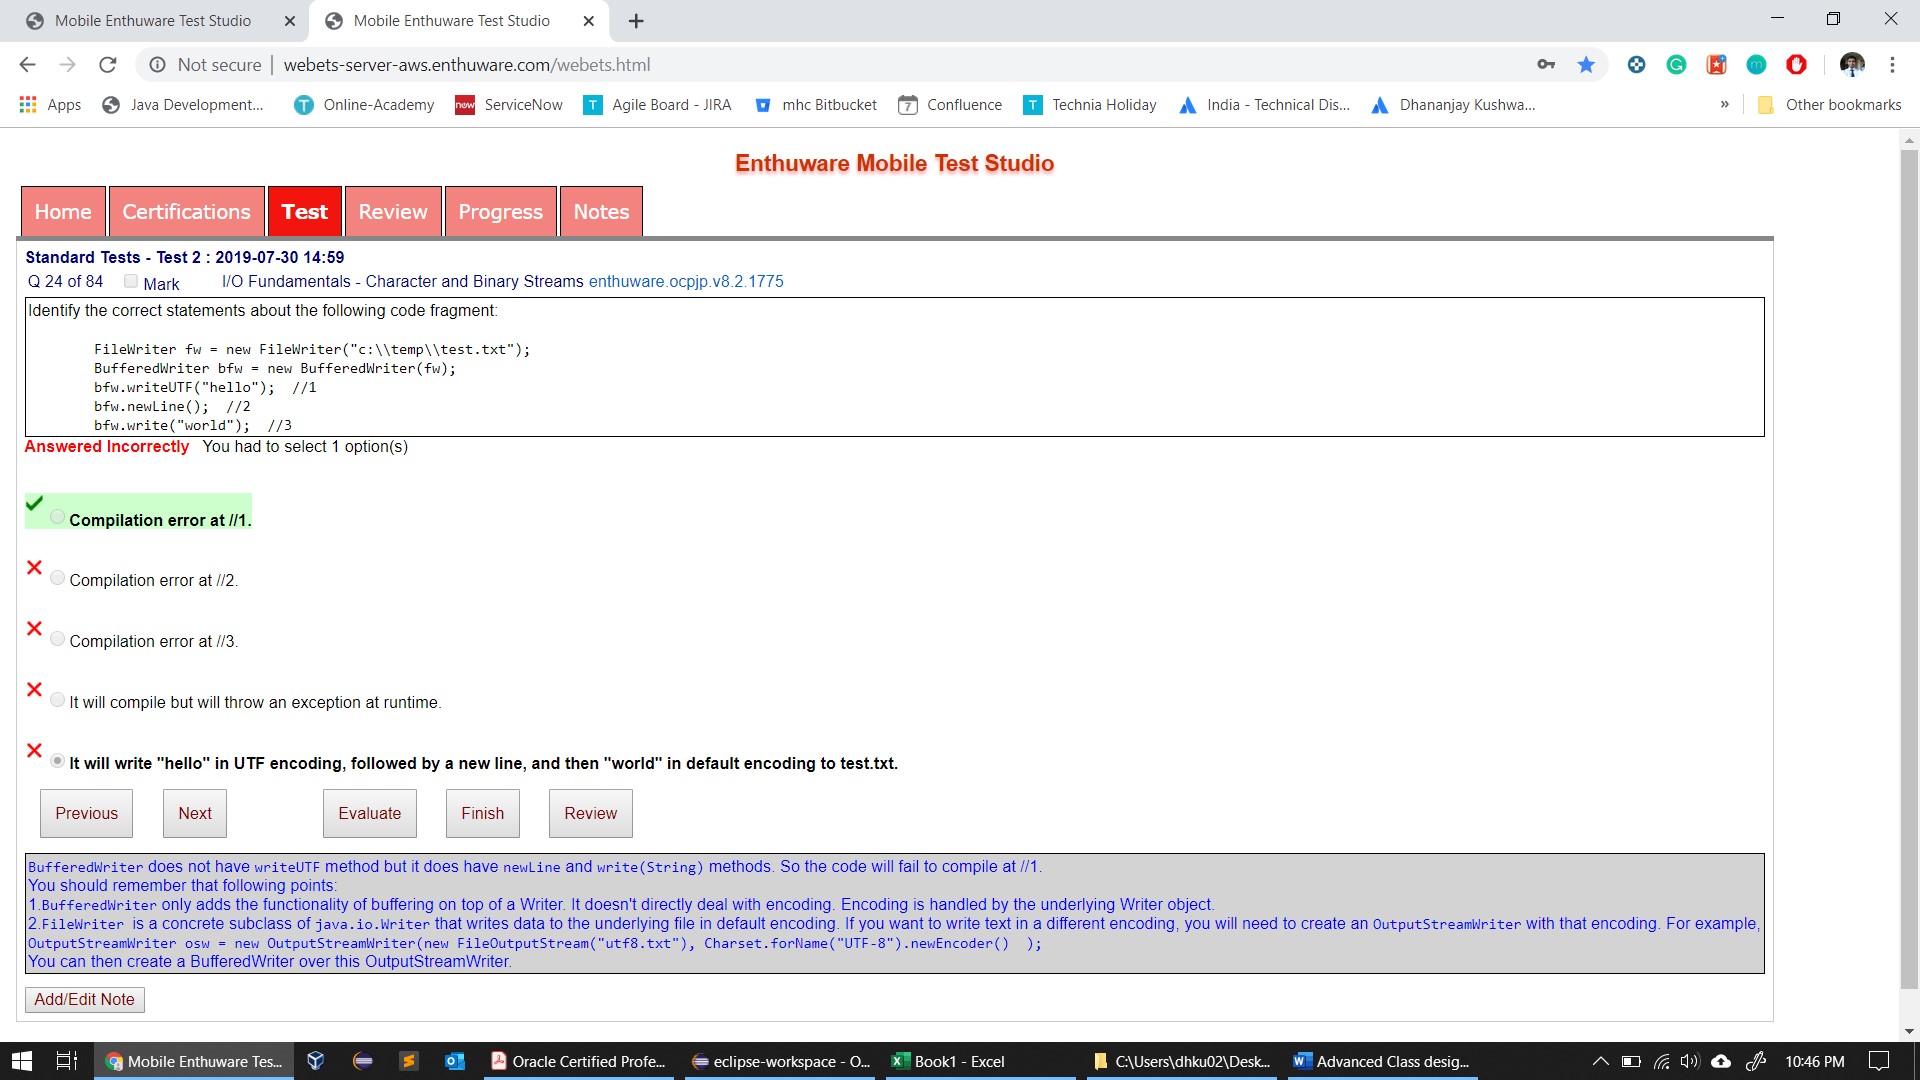 Mobile Enthuware Test Studio Mobile Enthuware Test Studio
Not secure | webets-server-aws.enthuware.com/webets.html
Apps Java Development... Online-Academy ServiceNow Agile Board - JIRA mhc Bitbucket Confluence Technia Holiday India - Technical Dis... Dhananjay Kushwa... » Other bookmarks
Enthuware Mobile Test Studio
Home Certifications Test Review Progress Notes
Standard Tests - Test 2 : 2019-07-30 14:59
Q 24 of 84 Mark I/O Fundamentals - Character and Binary Streams enthuware.ocpjp.v8.2.1775
Identify the correct statements about the following code fragment:
FileWriter fw = new FileWriter("c:\\temp\\test.txt");
BufferedWriter bfw = new BufferedWriter(fw);
bfw.writeUTF("hello"); //1
bfw.newLine(); //2
bfw.write("world"); //3
Answered Incorrectly You had to select 1 option(s)
Compilation error at //1.
Compilation error at //2.
Compilation error at //3.
It will compile but will throw an exception at runtime.
It will write "hello" in UTF encoding, followed by a new line, and then "world" in default encoding to test.txt.
Previous Next Evaluate Finish Review
BufferedWriter does not have writeUTF method but it does have newLine and write(String) methods. So the code will fail to compile at //1.
You should remember that following points:
1.BufferedWriter only adds the functionality of buffering on top of a Writer. It doesn't directly deal with encoding. Encoding is handled by the underlying Writer object.
2.FileWriter is a concrete subclass of java.io.Writer that writes data to the underlying file in default encoding. If you want to write text in a different encoding, you will need to create an OutputStreamWriter with that encoding. For example,
OutputStreamWriter osw = new OutputStreamWriter(new FileOutputStream("utf8.txt"), Charset.forName("UTF-8").newEncoder() );
You can then create a BufferedWriter over this OutputStreamWriter.
Add/Edit Note
Mobile Enthuware Tes... Oracle Certified Profe... eclipse-workspace - O... Book1 - Excel C:\Users\dhku02\Desk... Advanced Class desig... 10:46 PM